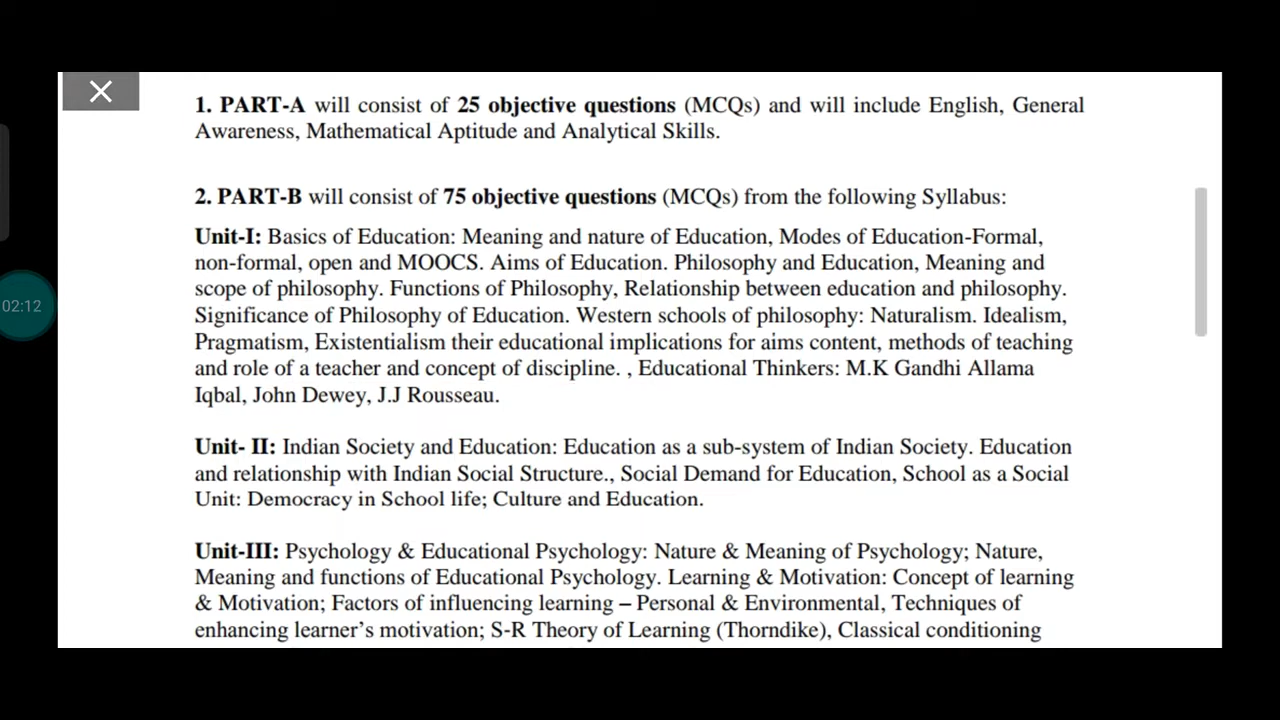 1. PART-A will consist of 25 objective questions (MCQs) and will include English, General
Awareness, Mathematical Aptitude and Analytical Skills.
2. PART-B will consist of 75 objective questions (MCQs) from the following Syllabus:
Unit-I: Basics of Education: Meaning and nature of Education, Modes of Education-Formal,
non-formal, open and MOOCS. Aims of Education. Philosophy and Education, Meaning and
scope of philosophy. Functions of Philosophy, Relationship between education and philosophy.
Significance of Philosophy of Education. Western schools of philosophy: Naturalism. Idealism,
Pragmatism, Existentialism their educational implications for aims content, methods of teaching
and role of a teacher and concept of discipline. , Educational Thinkers: M.K Gandhi Allama
Iqbal, John Dewey, J.J Rousseau.
02:12
Unit- II: Indian Society and Education: Education as a sub-system of Indian Society. Education
and relationship with Indian Social Structure., Social Demand for Education, School as a Social
Unit: Democracy in School life; Culture and Education.
Unit-III: Psychology & Educational Psychology: Nature & Meaning of Psychology; Nature,
Meaning and functions of Educational Psychology. Learning & Motivation: Concept of learning
& Motivation; Factors of influencing learning – Personal & Environmental, Techniques of
enhancing learner's motivation; S-R Theory of Learning (Thorndike), Classical conditioning